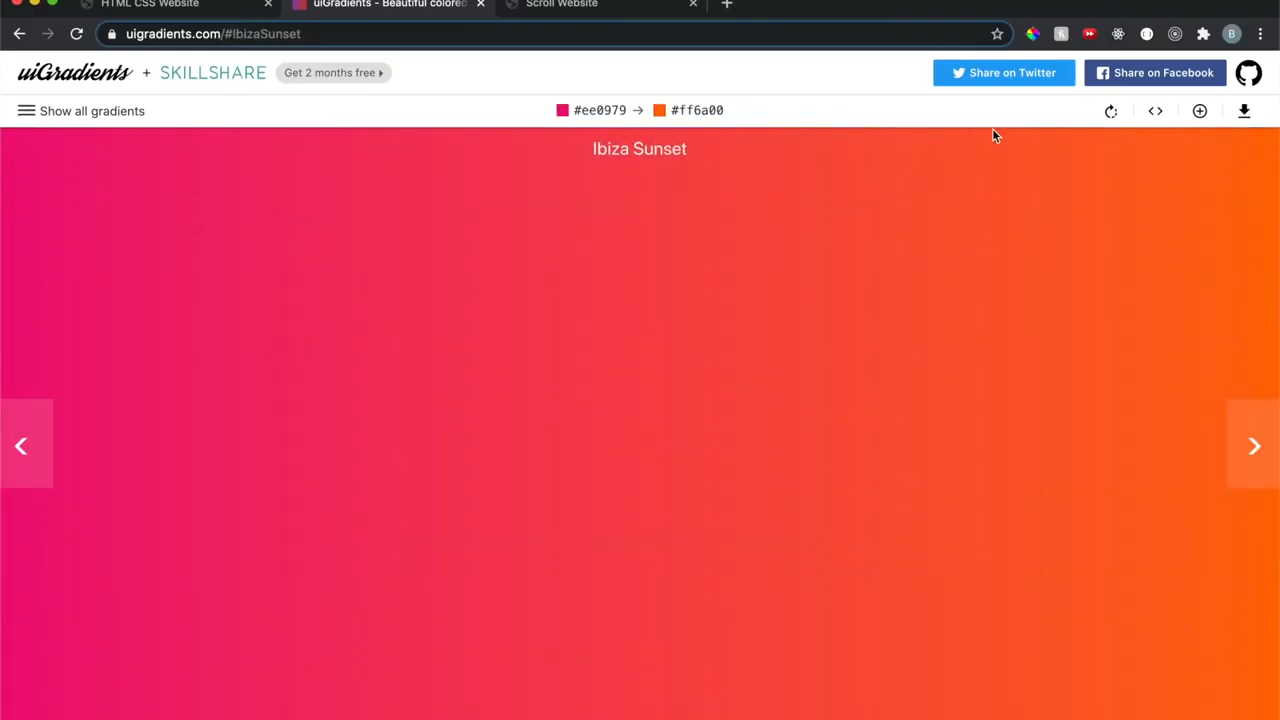 HTML CSS Website
uiGradients - Beautiful colored
Scroll Website
uigradients.com/#IbizaSunset
B
uiGradients + SKILLSHARE Get 2 months free
Share on Twitter
Share on Facebook
Show all gradients
#ee0979 → #ff6a00
Ibiza Sunset